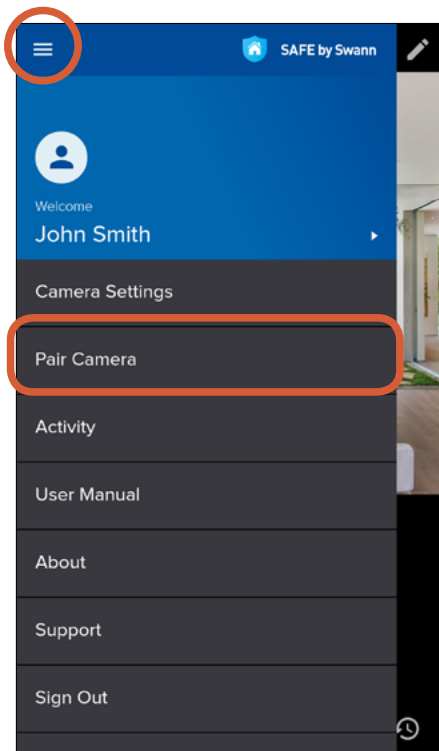 SAFE by Swann
Welcome
John Smith
Camera Settings
Pair Camera
Activity
User Manual
About
Support
Sign Out